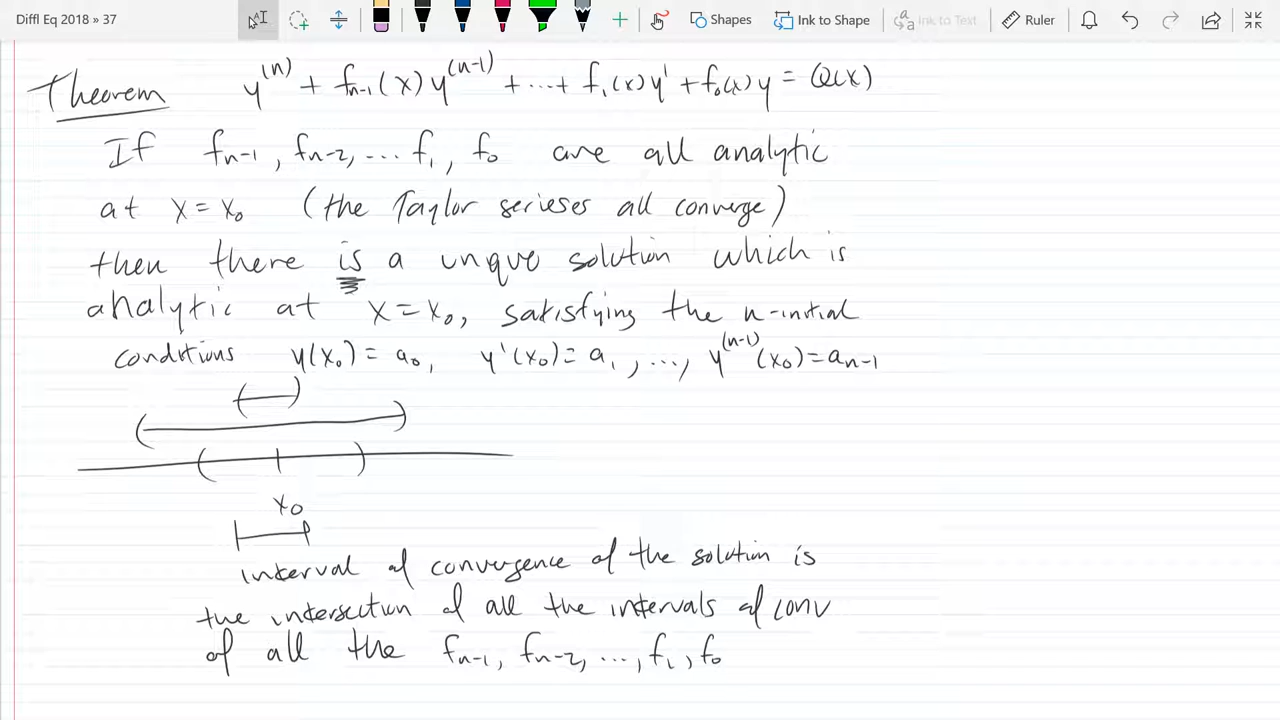 Diffl Eq 2018 » 37
Shapes Ink to Shape Ink to Text Ruler
Theorem y^(n) + f_{n-1}(x) y^(n-1) + ... + f_1(x) y' + f_0(x) y = Q(x)
If f_{n-1}, f_{n-2}, ... f_1, f_0 are all analytic
at x = x_0 (the Taylor serieses all converge)
then there is a unque solution which is
analytic at x = x_0, satisfying the n-initial
conditions y(x_0) = a_0, y'(x_0) = a_1, ..., y^(n-1)(x_0) = a_{n-1}
x_0
interval of convergence of the solution is
the intersection of all the intervals of conv
of all the f_{n-1}, f_{n-2}, ..., f_1, f_0